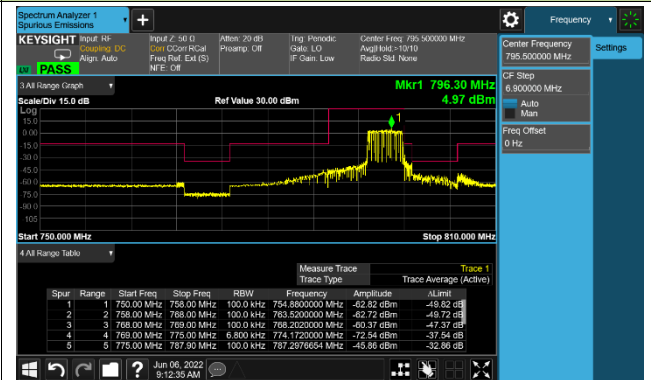 Spectrum Analyzer 1
Spurious Emissions
Frequency
KEYSIGHT
Input: RF
Coupling: DC
Align: Auto
Input Z: 50 Ω
Corr CCorr RCal
Freq Ref: Ext (S)
NFE: Off
Atten: 20 dB
Preamp: Off
Trig: Periodic
Gate: LO
IF Gain: Low
Center Freq: 795.500000 MHz
Avg|Hold:>10/10
Radio Std: None
PASS
Center Frequency
795.500000 MHz
Settings
CF Step
6.900000 MHz
Auto
Man
Freq Offset
0 Hz
3 All Range Graph
Mkr1 796.30 MHz
Scale/Div 15.0 dB
Ref Value 30.00 dBm
4.97 dBm
Log
15.0
0.00
-15.0
-30.0
-45.0
-60.0
-75.0
-90.0
-105
1
Start 750.000 MHz
Stop 810.000 MHz
4 All Range Table
Measure Trace
Trace 1
Trace Type
Trace Average (Active)
Spur Range Start Freq Stop Freq RBW Frequency Amplitude ΔLimit
1 1 750.00 MHz 758.00 MHz 100.0 kHz 754.8800000 MHz -62.82 dBm -49.82 dB
2 2 758.00 MHz 768.00 MHz 100.0 kHz 763.5200000 MHz -62.72 dBm -49.72 dB
3 3 768.00 MHz 769.00 MHz 100.0 kHz 768.2020000 MHz -60.37 dBm -47.37 dB
4 4 769.00 MHz 775.00 MHz 6.800 kHz 774.1720000 MHz -72.54 dBm -37.54 dB
5 5 775.00 MHz 787.90 MHz 100.0 kHz 787.2976654 MHz -45.86 dBm -32.86 dB
Jun 06, 2022
9:12:35 AM